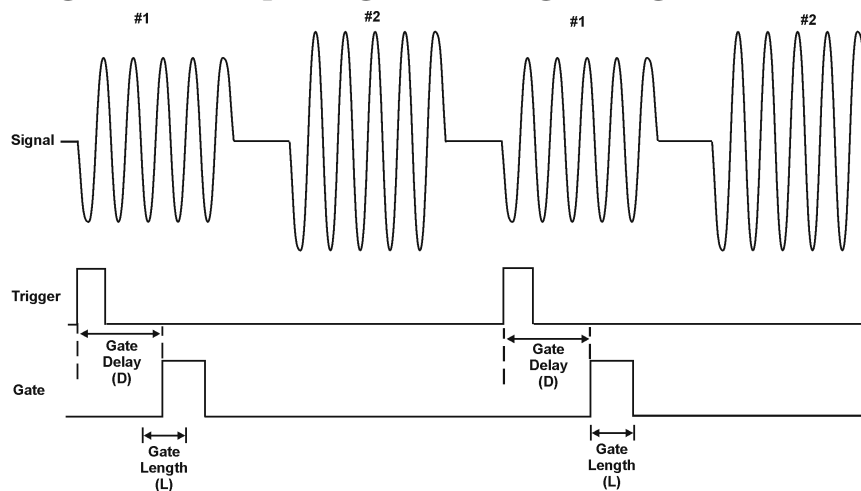 #1
#2
#1
#2
Signal
Trigger
Gate
Delay
(D)
Gate
Delay
(D)
Gate
Gate
Length
(L)
Gate
Length
(L)